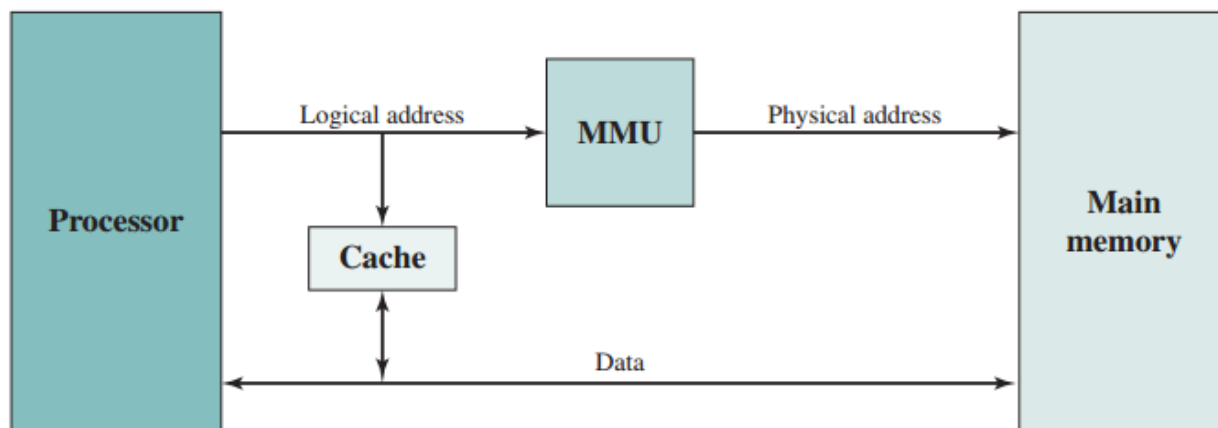 Logical address
MMU
Physical address
Processor
Cache
Main
memory
Data